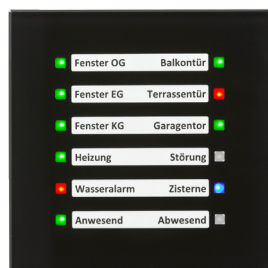 Fenster OG Balkontür
Fenster EG Terrassentür
Fenster KG Garagentor
Heizung Störung
Wasseralarm Zisterne
Anwesend Abwesend